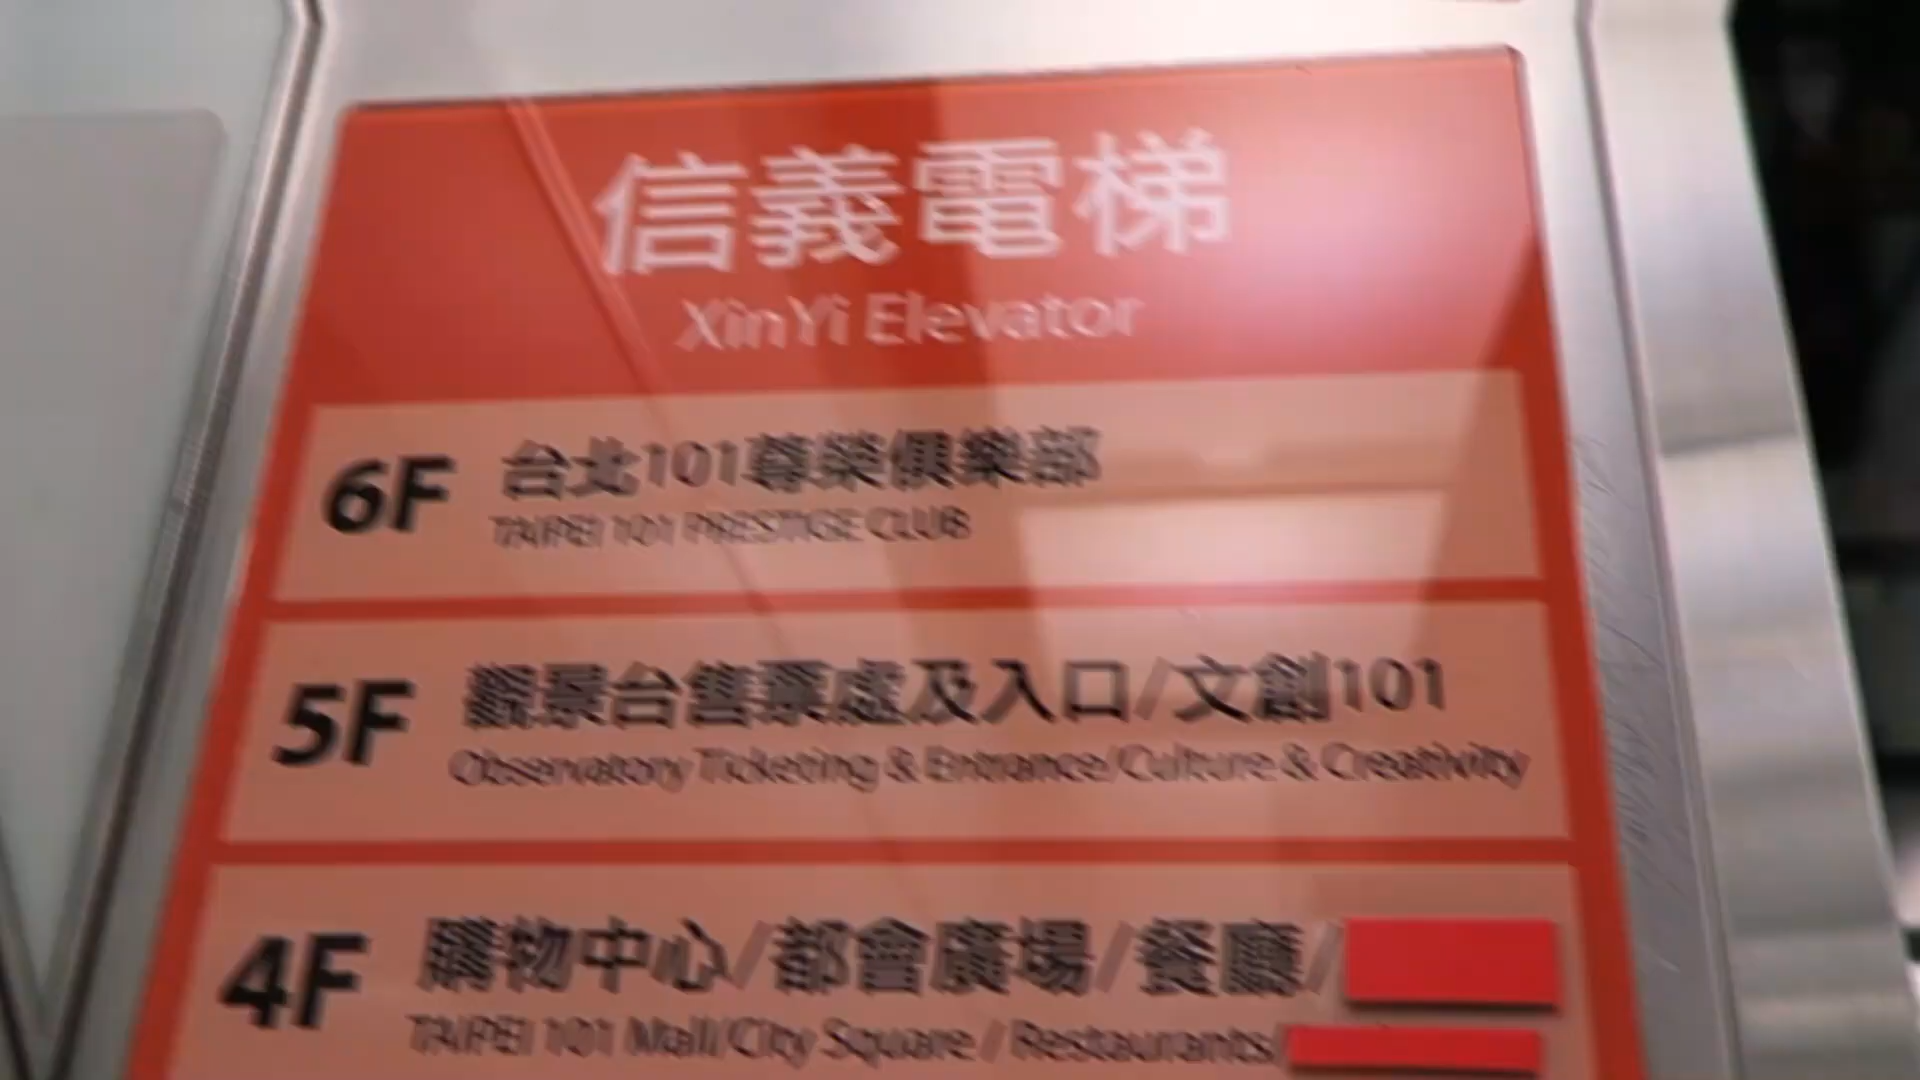 信義電梯
XinYi Elevator
6F 台北101尊榮俱樂部
TAIPEI 101 PRESTIGE CLUB
5F 觀景台售票處及入口/文創101
Observatory Ticketing & Entrance/Culture & Creativity
4F 購物中心/都會廣場/餐廳/
TAIPEI 101 Mall/City Square / Restaurants/